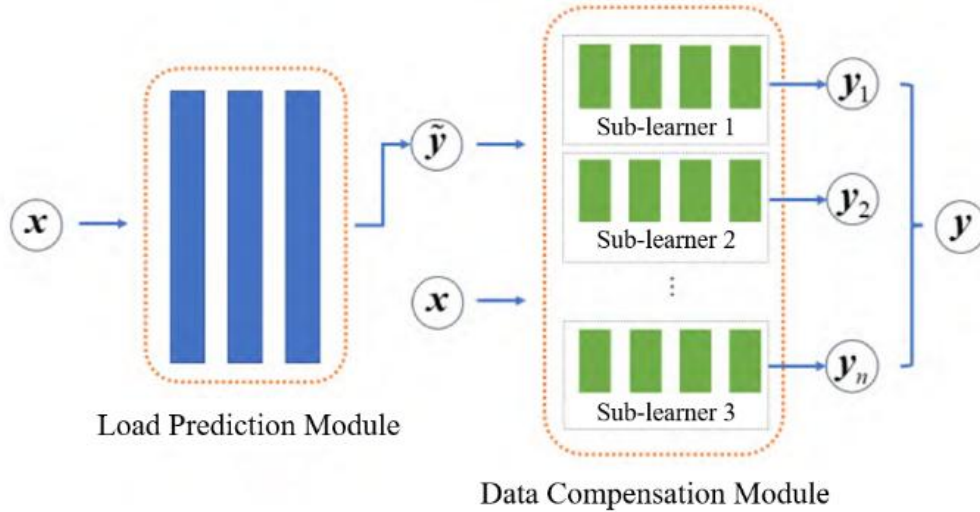 x
Load Prediction Module
ỹ
x
Sub-learner 1
Sub-learner 2
⋮
Sub-learner 3
Data Compensation Module
y₁
y₂
yₙ
y